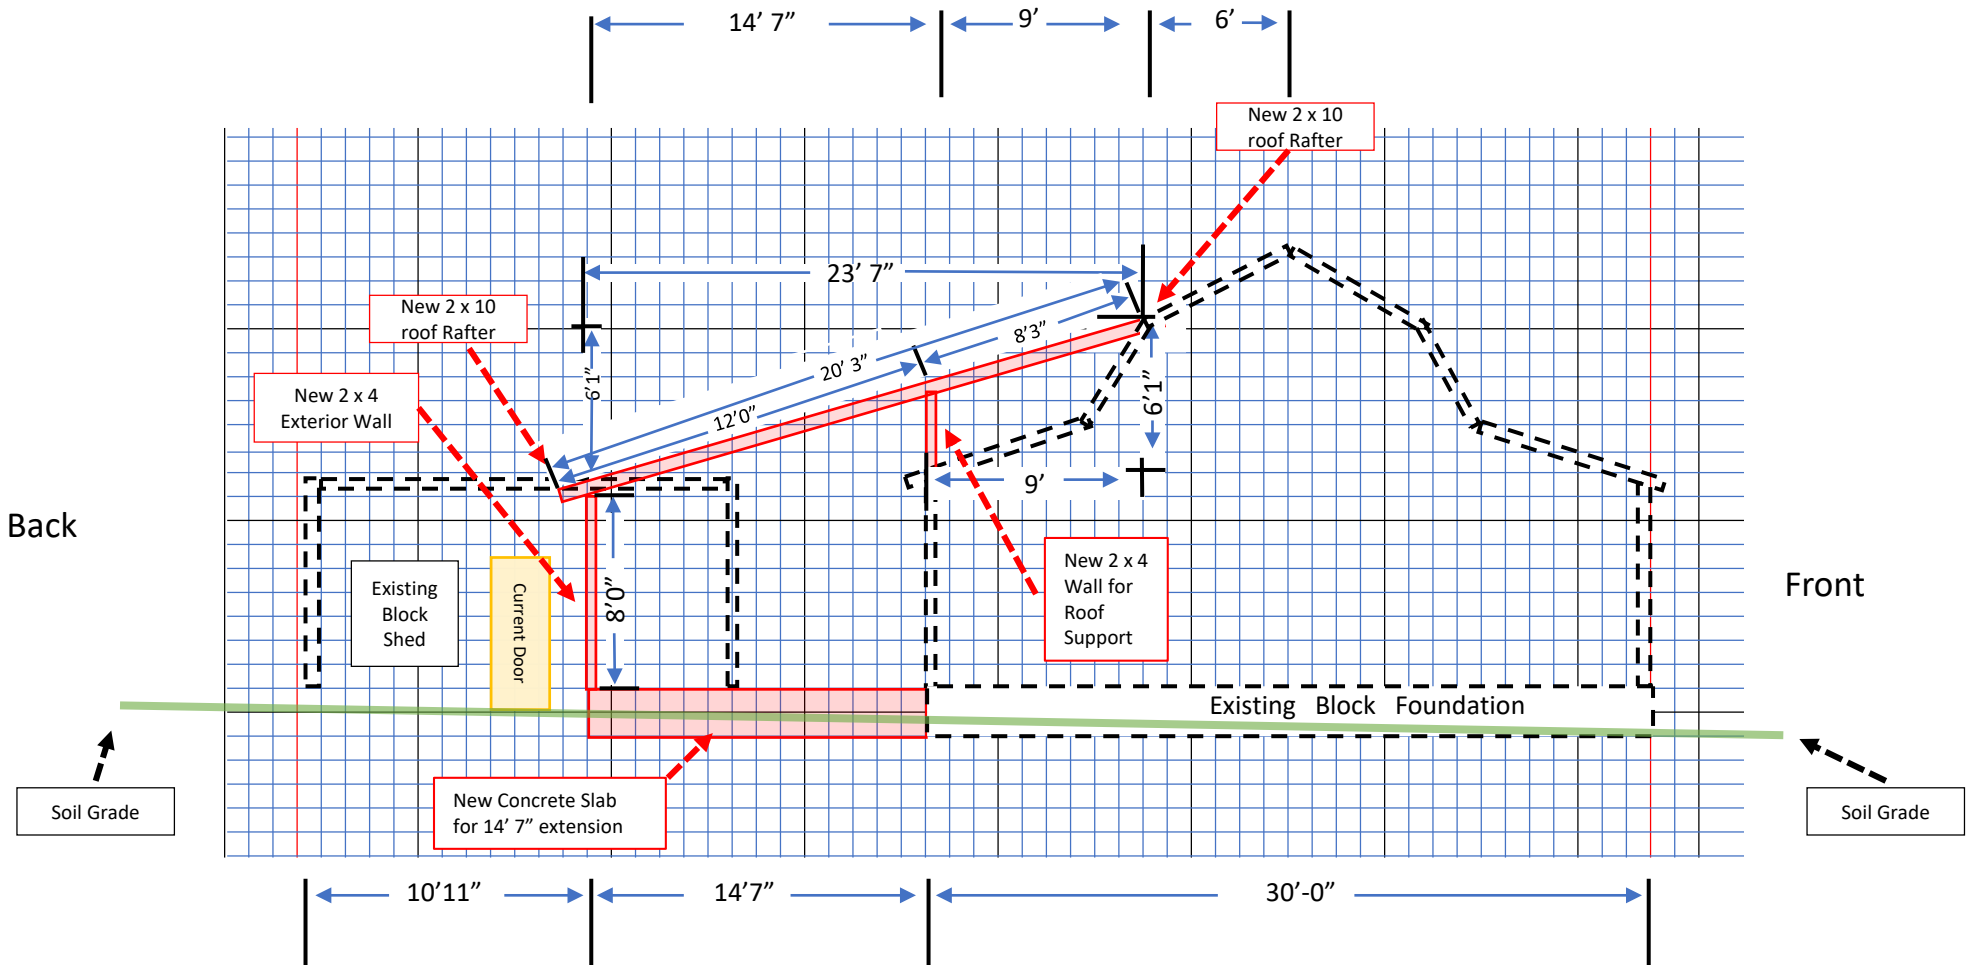 14’ 7”
9’
6’
New 2 x 10
roof Rafter
23’ 7”
New 2 x 10
roof Rafter
8’3”
20’ 3”
6’1”
12’0”
6’1”
New 2 x 4
Exterior Wall
9’
Back
Existing
Block
Shed
Current Door
8’0”
New 2 x 4
Wall for
Roof
Support
Front
Existing Block Foundation
Soil Grade
New Concrete Slab
for 14’ 7” extension
Soil Grade
10’11”
14’7”
30’-0”